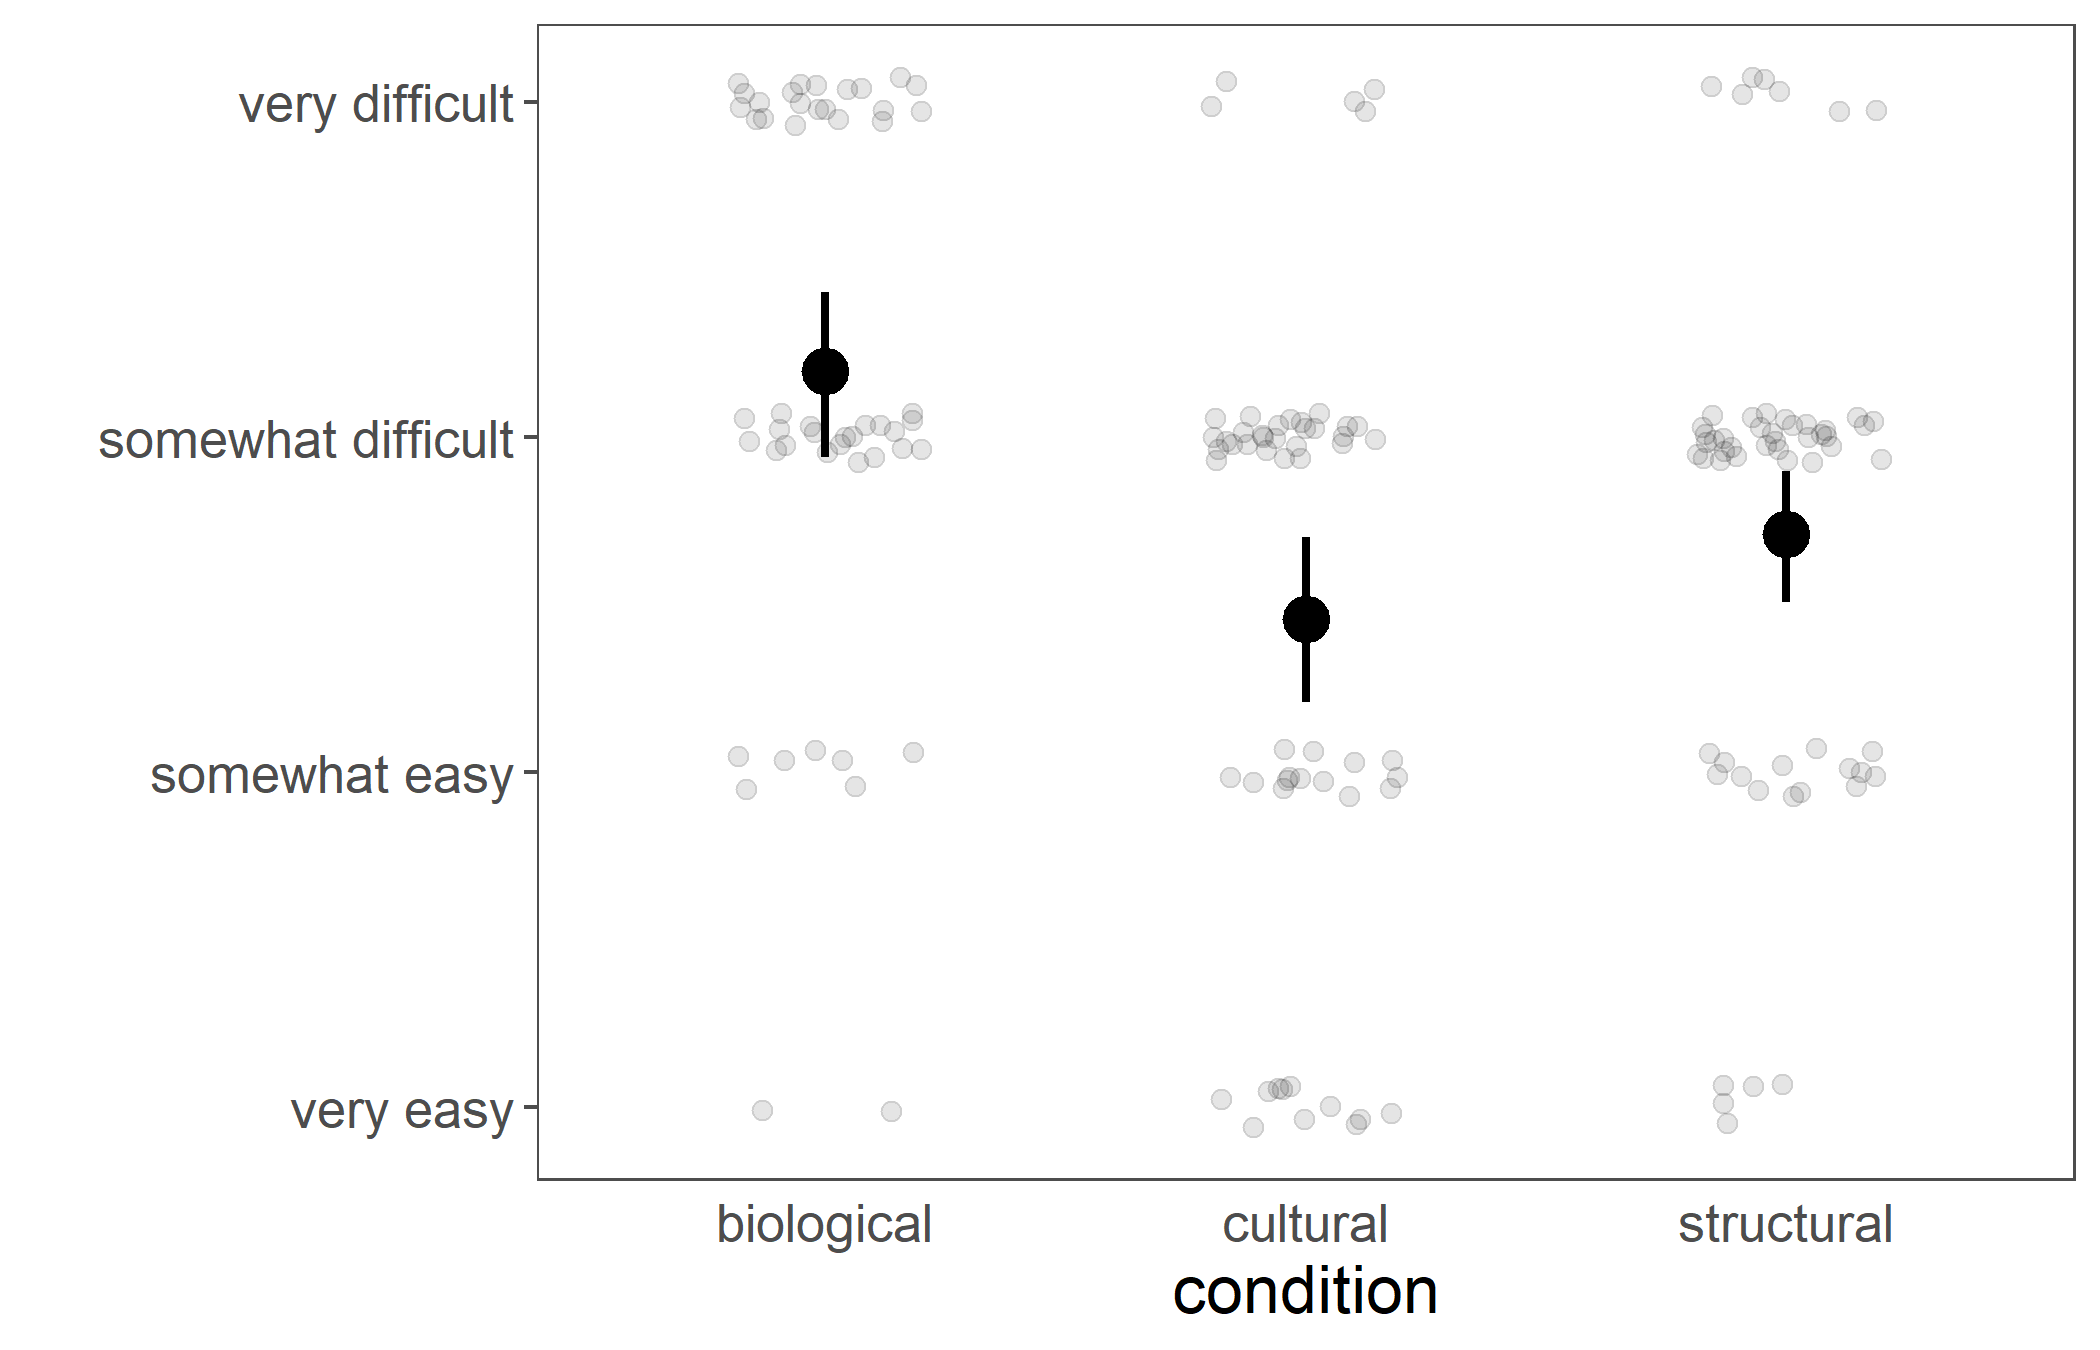 very difficult
somewhat difficult
somewhat easy
very easy
biological cultural structural
condition